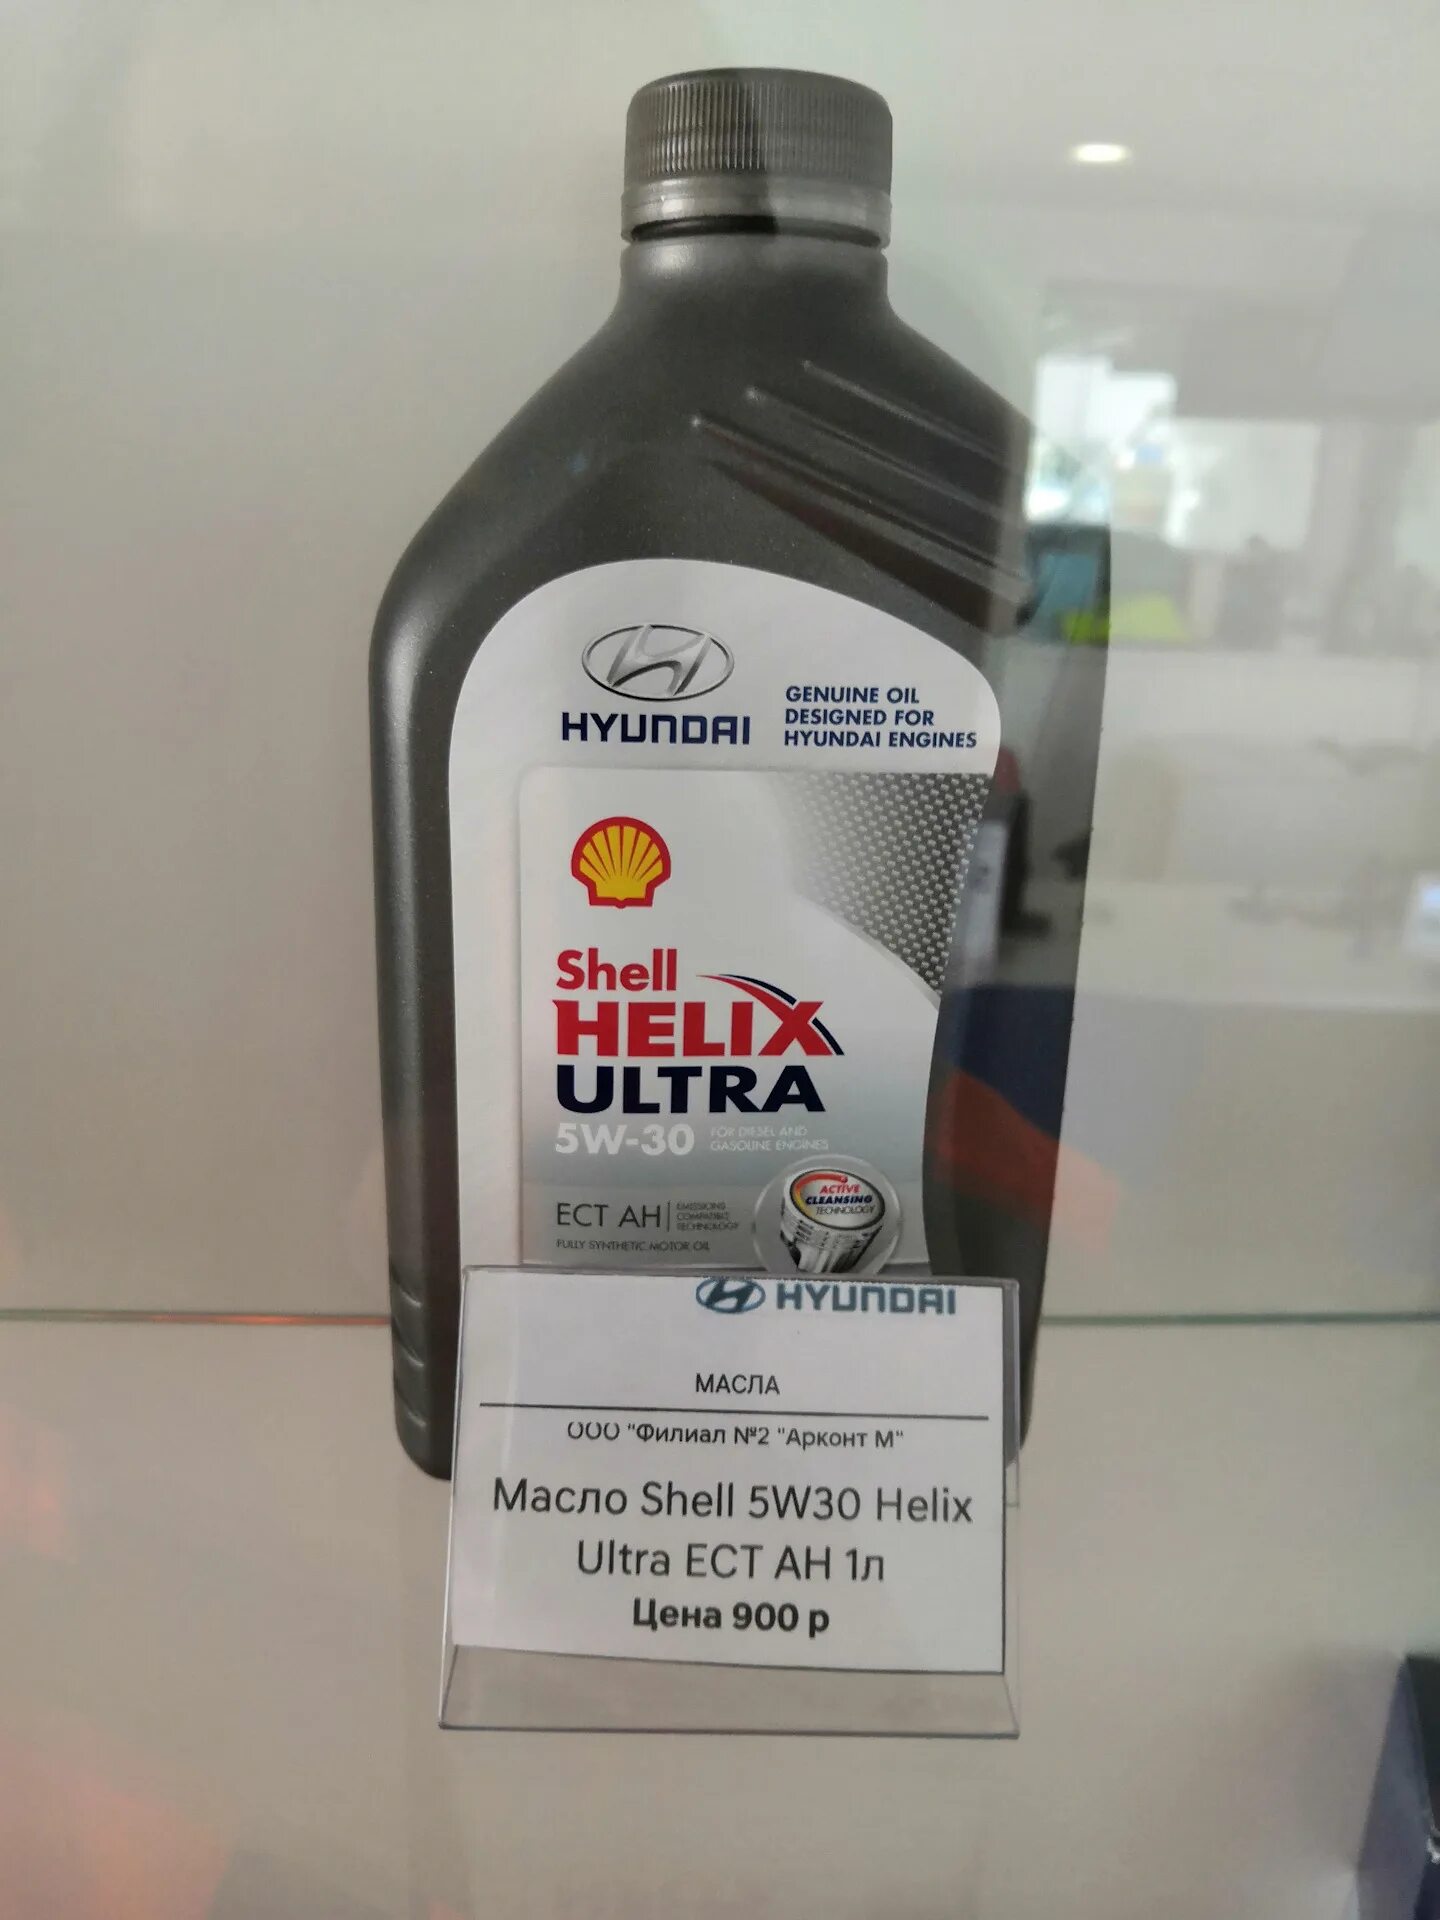 HYUNDAI
GENUINE OIL
DESIGNED FOR
HYUNDAI ENGINES
Shell
HELIX
ULTRA
5W-30
FOR DIESEL AND
GASOLINE ENGINES
ECT AH
EMISSIONS
COMPATIBLE
TECHNOLOGY
FULLY SYNTHETIC MOTOR OIL
ACTIVE
CLEANSING
TECHNOLOGY
HYUNDAI
МАСЛА
ООО "Филиал №2 "Арконт М"
Масло Shell 5W30 Helix
Ultra ECT AH 1л
Цена 900 р